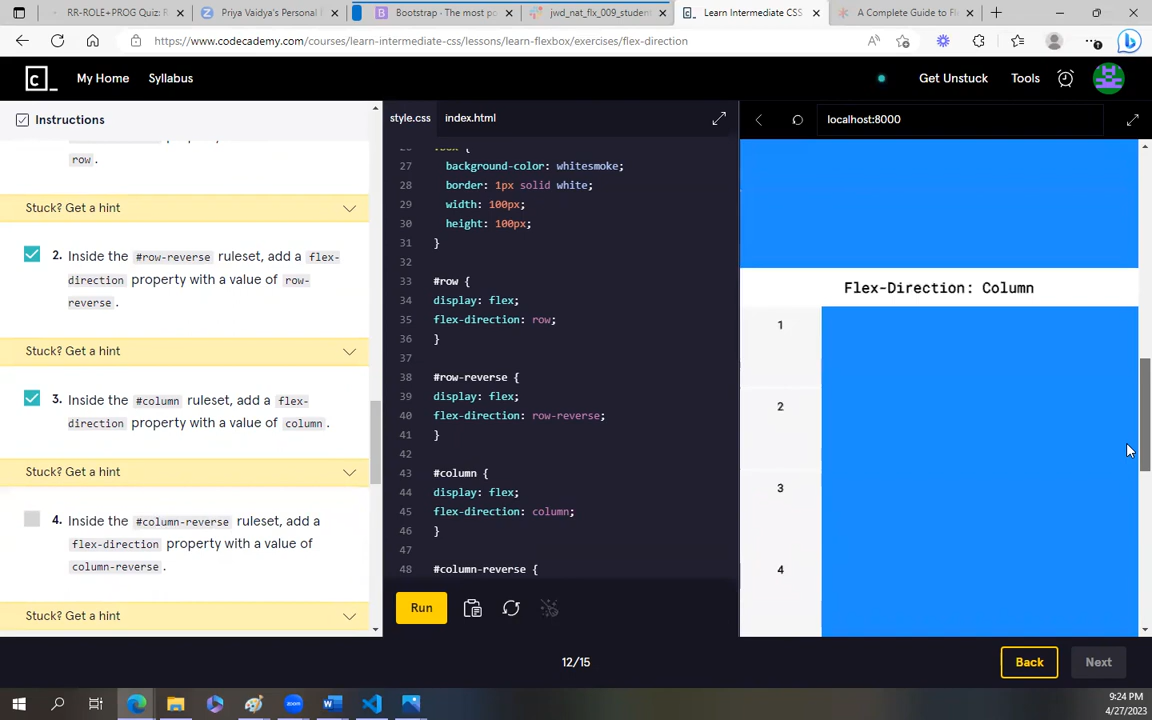 RR-ROLE+PROG Quiz: R
Priya Vaidya's Personal
Bootstrap - The most po
jwd_nat_flx_009_student
Learn Intermediate CSS
A Complete Guide to Fl
https://www.codecademy.com/courses/learn-intermediate-css/lessons/learn-flexbox/exercises/flex-direction
c
My Home
Syllabus
Get Unstuck
Tools
Instructions
row.
Stuck? Get a hint
2. Inside the #row-reverse ruleset, add a flex-
direction property with a value of row-
reverse.
Stuck? Get a hint
3. Inside the #column ruleset, add a flex-
direction property with a value of column.
Stuck? Get a hint
4. Inside the #column-reverse ruleset, add a
flex-direction property with a value of
column-reverse.
Stuck? Get a hint
style.css
index.html
27 background-color: whitesmoke;
28 border: 1px solid white;
29 width: 100px;
30 height: 100px;
31 }
32
33 #row {
34 display: flex;
35 flex-direction: row;
36 }
37
38 #row-reverse {
39 display: flex;
40 flex-direction: row-reverse;
41 }
42
43 #column {
44 display: flex;
45 flex-direction: column;
46 }
47
48 #column-reverse {
Run
localhost:8000
Flex-Direction: Column
1
2
3
4
12/15
Back
Next
9:24 PM
4/27/2023